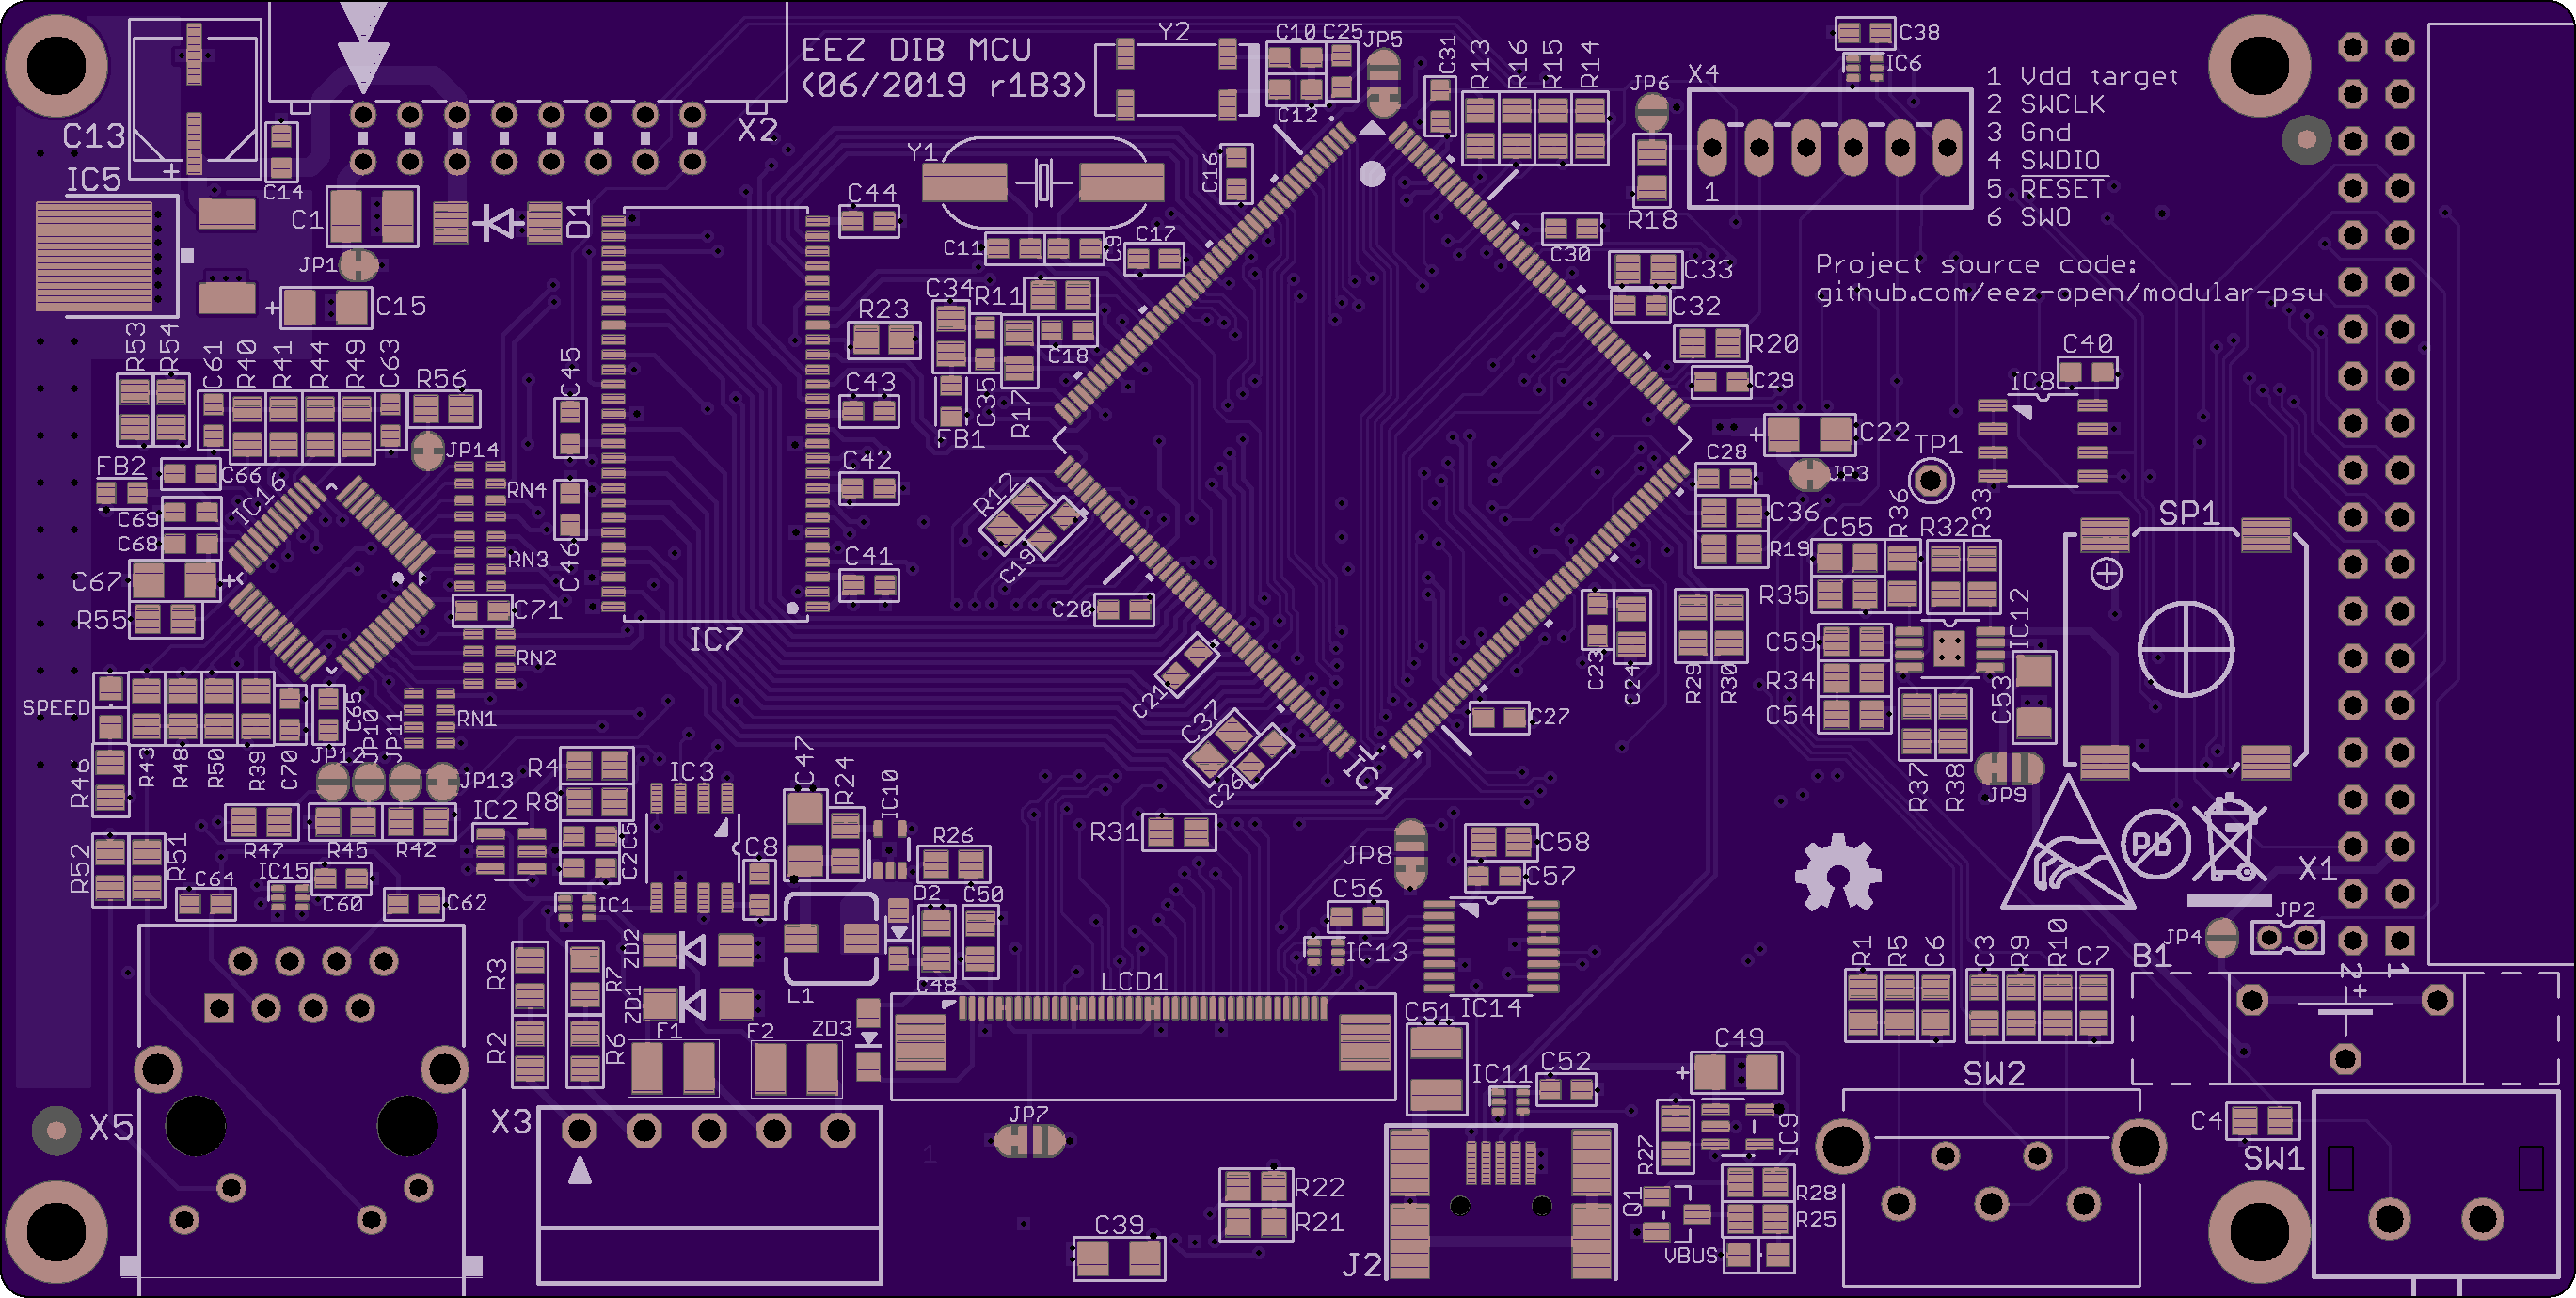 EEZ DIB MCU
(06/2019 r1B3)
Y2
C10
C25
JP5
C12
C31
R13
R16
R15
R14
JP6
R18
X4
1
C38
IC6
1 Vdd target
2 SWCLK
3 Gnd
4 SWDIO
5 RESET
6 SWO
Project source code:
github.com/eez-open/modular-psu
C13
+
C14
X2
IC5
C1
D1
JP1
+
C15
C44
Y1
C11
C9
C17
C16
C30
C33
C32
R20
C29
R53
R54
C61
R40
R41
R44
R49
C63
R56
JP14
C45
R23
C34
R11
C18
C35
R17
FB1
C43
C42
C41
C46
IC7
FB2
C66
IC16
C69
C68
C67
+
R55
RN4
RN3
C71
RN2
RN1
R12
C19
C20
C21
C37
C26
IC4
C27
C23
C24
R29
R30
C28
C36
R19
+
C22
JP3
TP1
IC8
C40
R36
R32
R33
C55
R35
C59
R34
C54
IC12
C53
R37
R38
JP9
SP1
SPEED
R46
R43
R48
R50
R39
C70
C65
JP12
JP10
JP11
JP13
R47
R45
R42
R52
R51
C64
IC15
C60
C62
IC2
R4
R8
C5
C2
IC1
IC3
C8
C47
R24
IC10
R26
D2
C50
C48
L1
ZD2
ZD1
ZD3
R3
R7
R2
R6
F1
F2
LCD1
R31
JP8
C58
C57
C56
IC13
IC14
C51
Pb
X1
JP2
JP4
2
1
B1
+
R1
R5
C6
C3
R9
R10
C7
SW2
C4
SW1
X5
X3
JP7
1
R22
R21
C39
J2
IC11
C52
C49
+
R27
IC9
Q1
R28
R25
VBUS